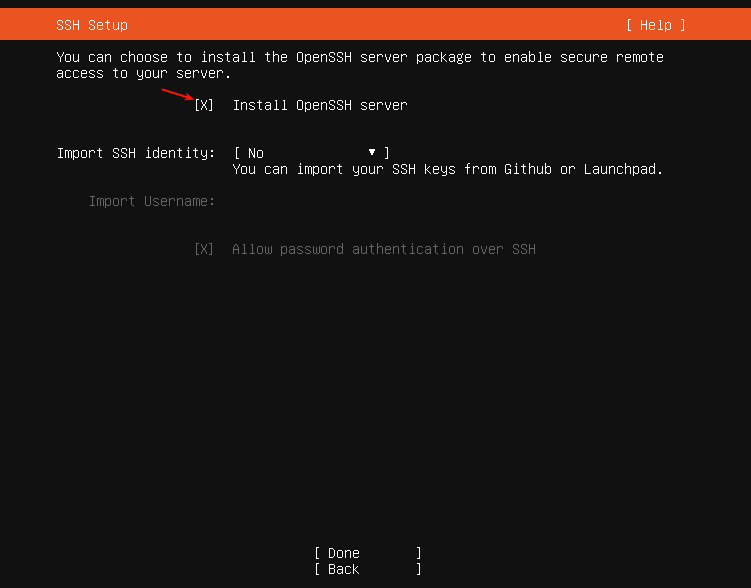 SSH Setup [ Help ]
You can choose to install the OpenSSH server package to enable secure remote
access to your server.
[X] Install OpenSSH server
Import SSH identity: [ No ▼ ]
You can import your SSH keys from Github or Launchpad.
Import Username:
[X] Allow password authentication over SSH
[ Done ]
[ Back ]